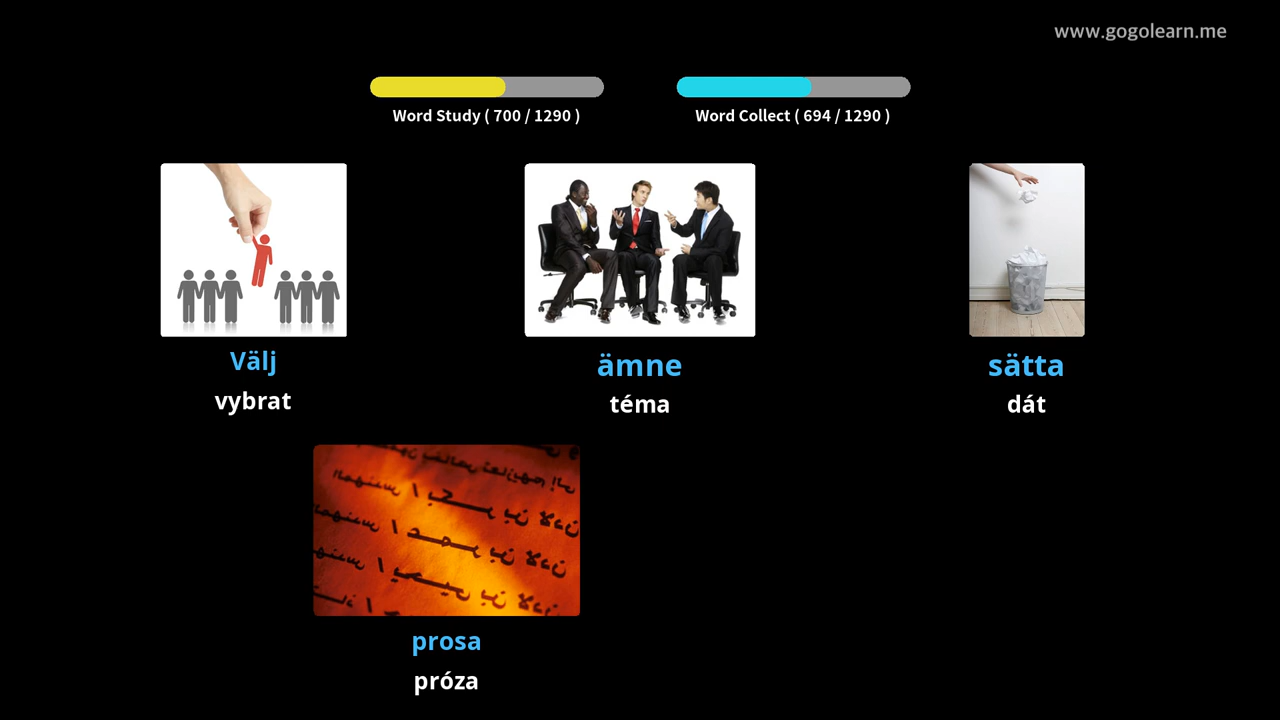 www.gogolearn.me
Word Study ( 700 / 1290 )
Word Collect ( 694 / 1290 )
Välj
vybrat
ämne
téma
sätta
dát
prosa
próza